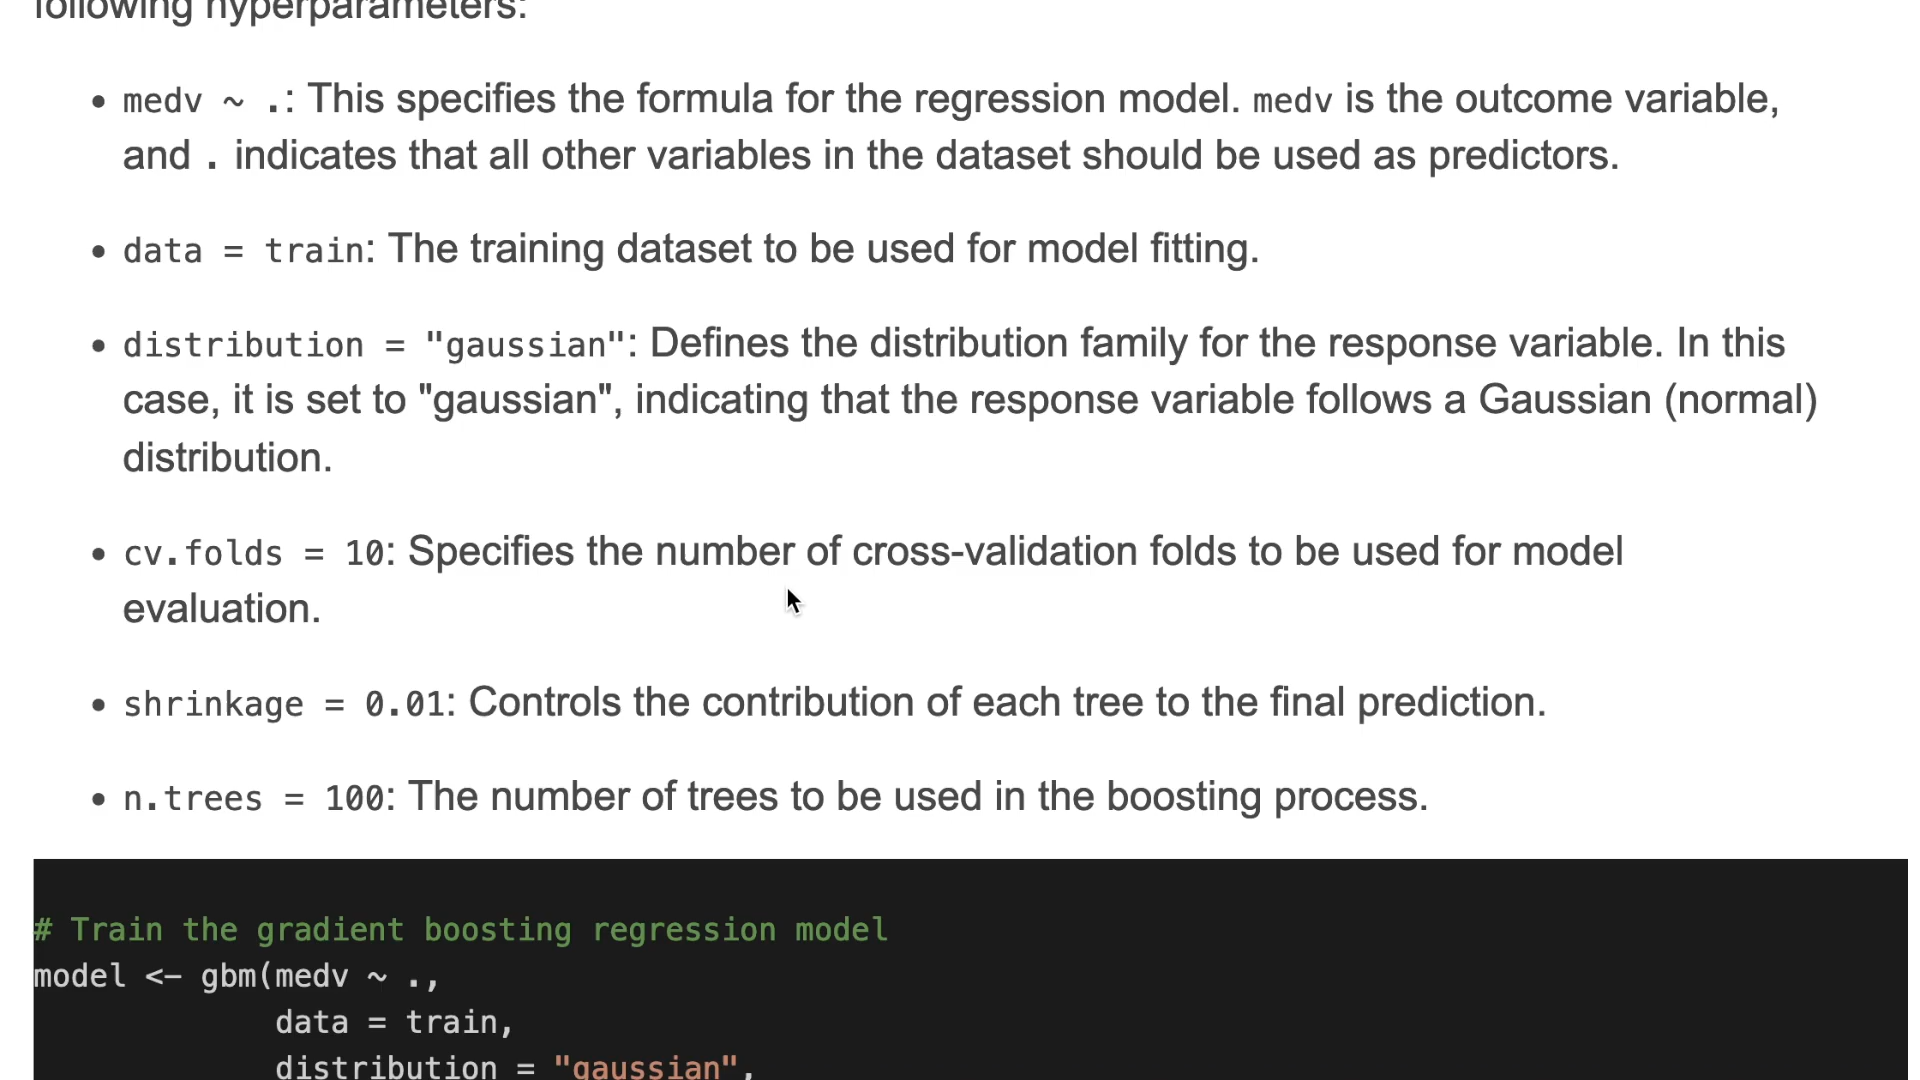 following hyperparameters:
• medv ~ .: This specifies the formula for the regression model. medv is the outcome variable,
and . indicates that all other variables in the dataset should be used as predictors.
• data = train: The training dataset to be used for model fitting.
• distribution = "gaussian": Defines the distribution family for the response variable. In this
case, it is set to "gaussian", indicating that the response variable follows a Gaussian (normal)
distribution.
• cv.folds = 10: Specifies the number of cross-validation folds to be used for model
evaluation.
• shrinkage = 0.01: Controls the contribution of each tree to the final prediction.
• n.trees = 100: The number of trees to be used in the boosting process.
# Train the gradient boosting regression model
model <- gbm(medv ~ .,
data = train,
distribution = "gaussian",